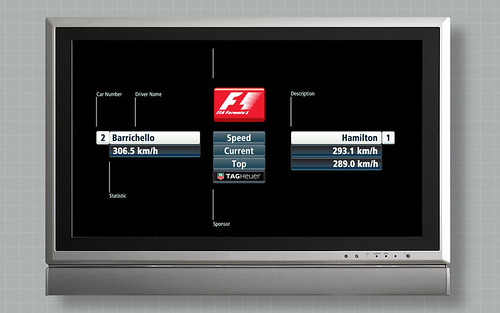 Car Number
Driver Name
F1
FIA Formula 1
Description
2 Barrichello
Speed
Hamilton 1
306.5 km/h
Current
293.1 km/h
Top
289.0 km/h
TAGHeuer
Statistic
Sponsor